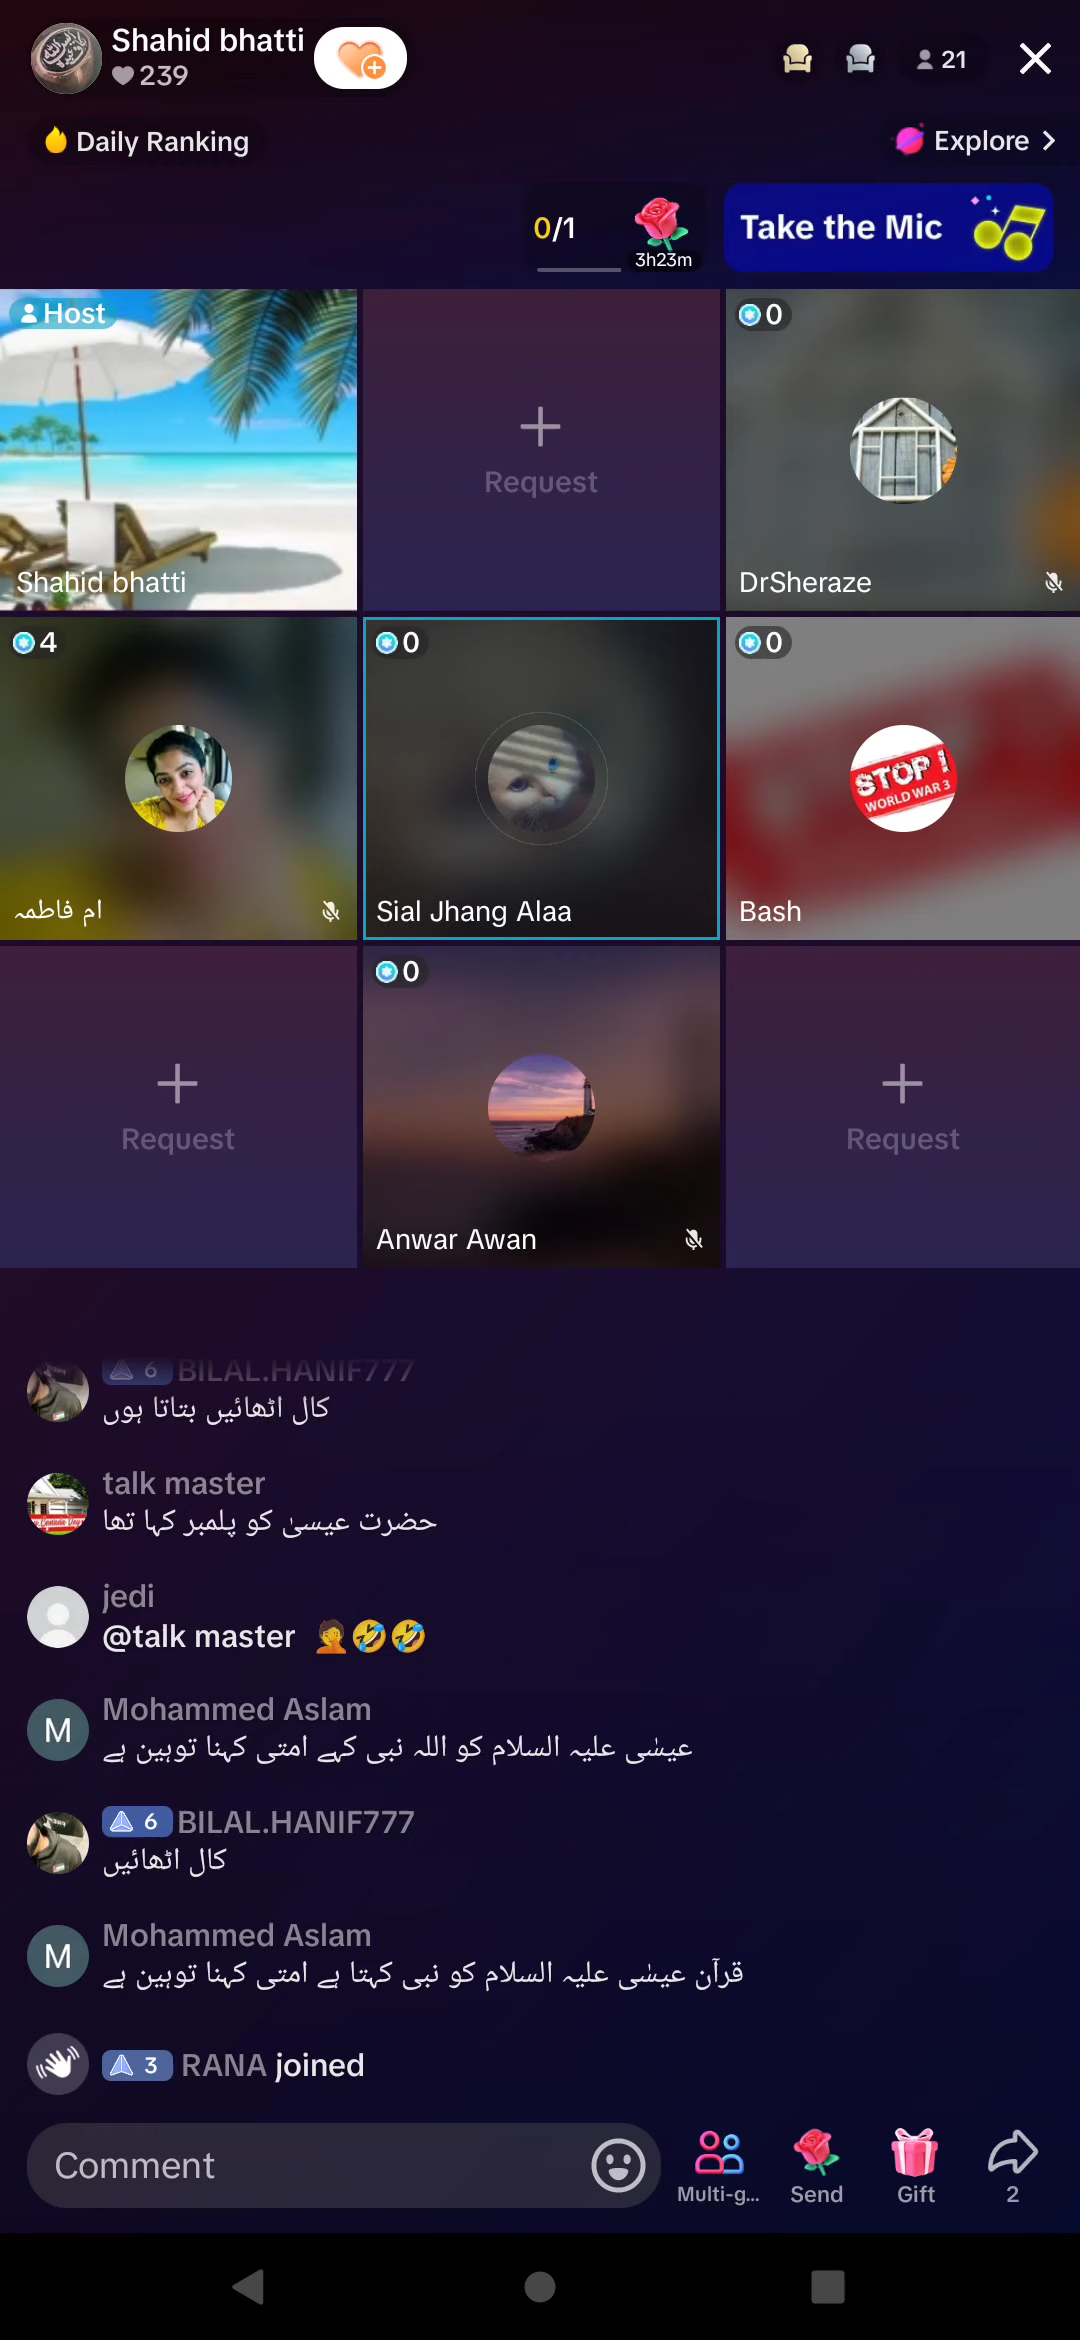 Shahid bhatti
239
21
Daily Ranking
Explore
0/1
3h23m
Take the Mic
Host
Shahid bhatti
Request
0
DrSheraze
4
ام فاطمہ
0
Sial Jhang Alaa
0
STOP !
WORLD WAR 3
Bash
Request
0
Anwar Awan
Request
6 BILAL.HANIF777
کال اٹھائیں بتاتا ہوں
talk master
حضرت عیسیٰ کو پلمبر کہا تھا
jedi
@talk master 🤦🤣🤣
M
Mohammed Aslam
عیسٰی علیہ السلام کو اللہ نبی کہے امتی کہنا توہین ہے
6 BILAL.HANIF777
کال اٹھائیں
M
Mohammed Aslam
قرآن عیسٰی علیہ السلام کو نبی کہتا ہے امتی کہنا توہین ہے
3 RANA joined
Comment
Multi-g...
Send
Gift
2